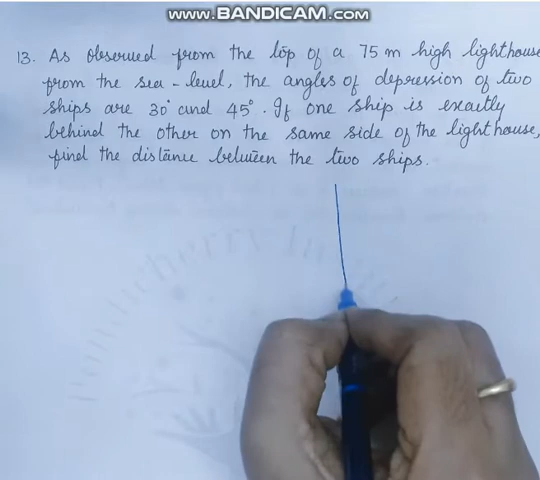 WWW.BANDICAM.COM
13. As observed from the top of a 75 m high lighthouse
from the sea-level, the angles of depression of two
ships are 30° and 45°. If one ship is exactly
behind the other on the same side of the light house,
find the distance between the two ships.